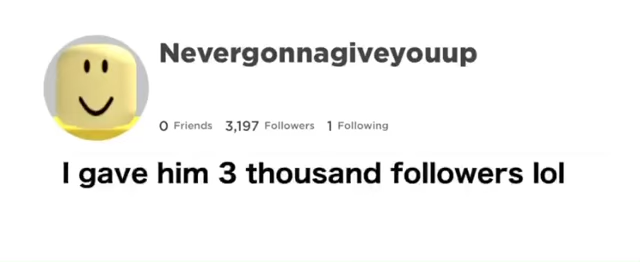 Nevergonnagiveyouup
0 Friends 3,197 Followers 1 Following
I gave him 3 thousand followers lol